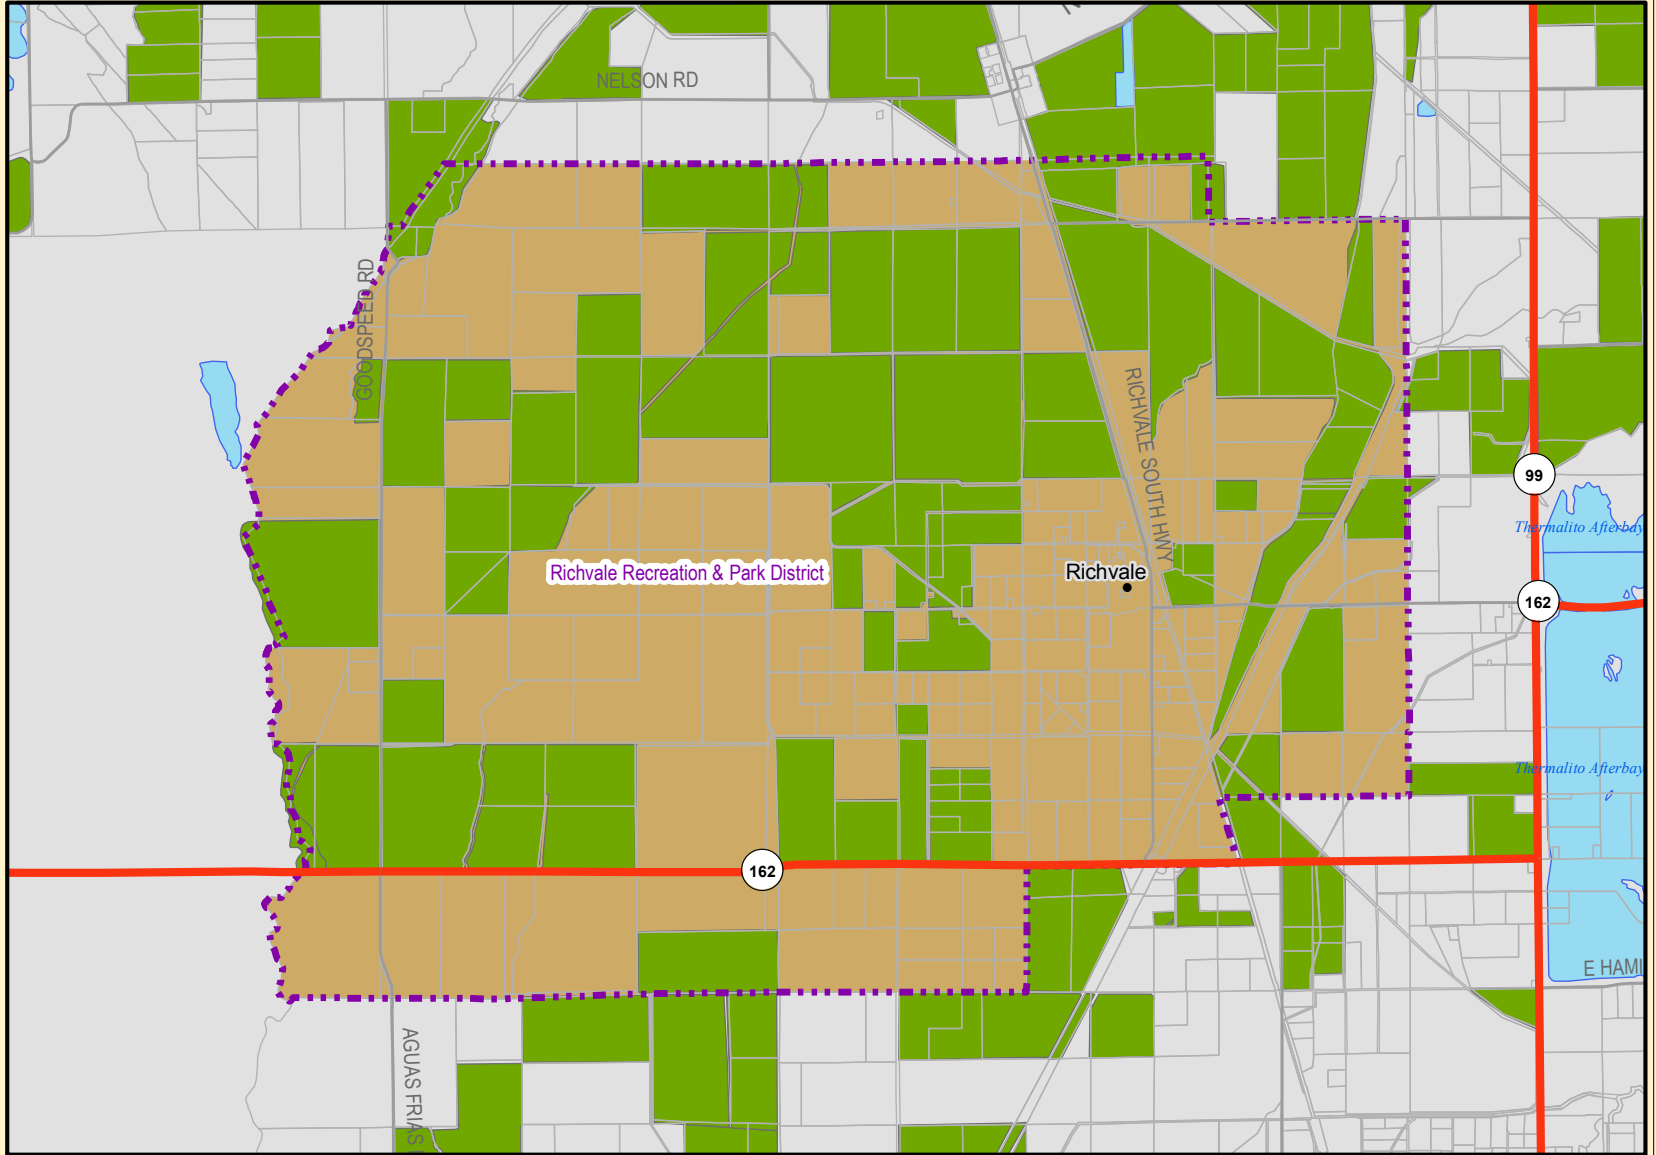 NELSON RD
GOODSPEED RD
RICHVALE SOUTH HWY
99
Thermalito Afterbay
Richvale Recreation & Park District
Richvale
162
Thermalito Afterbay
162
E HAMI
AGUAS FRIAS